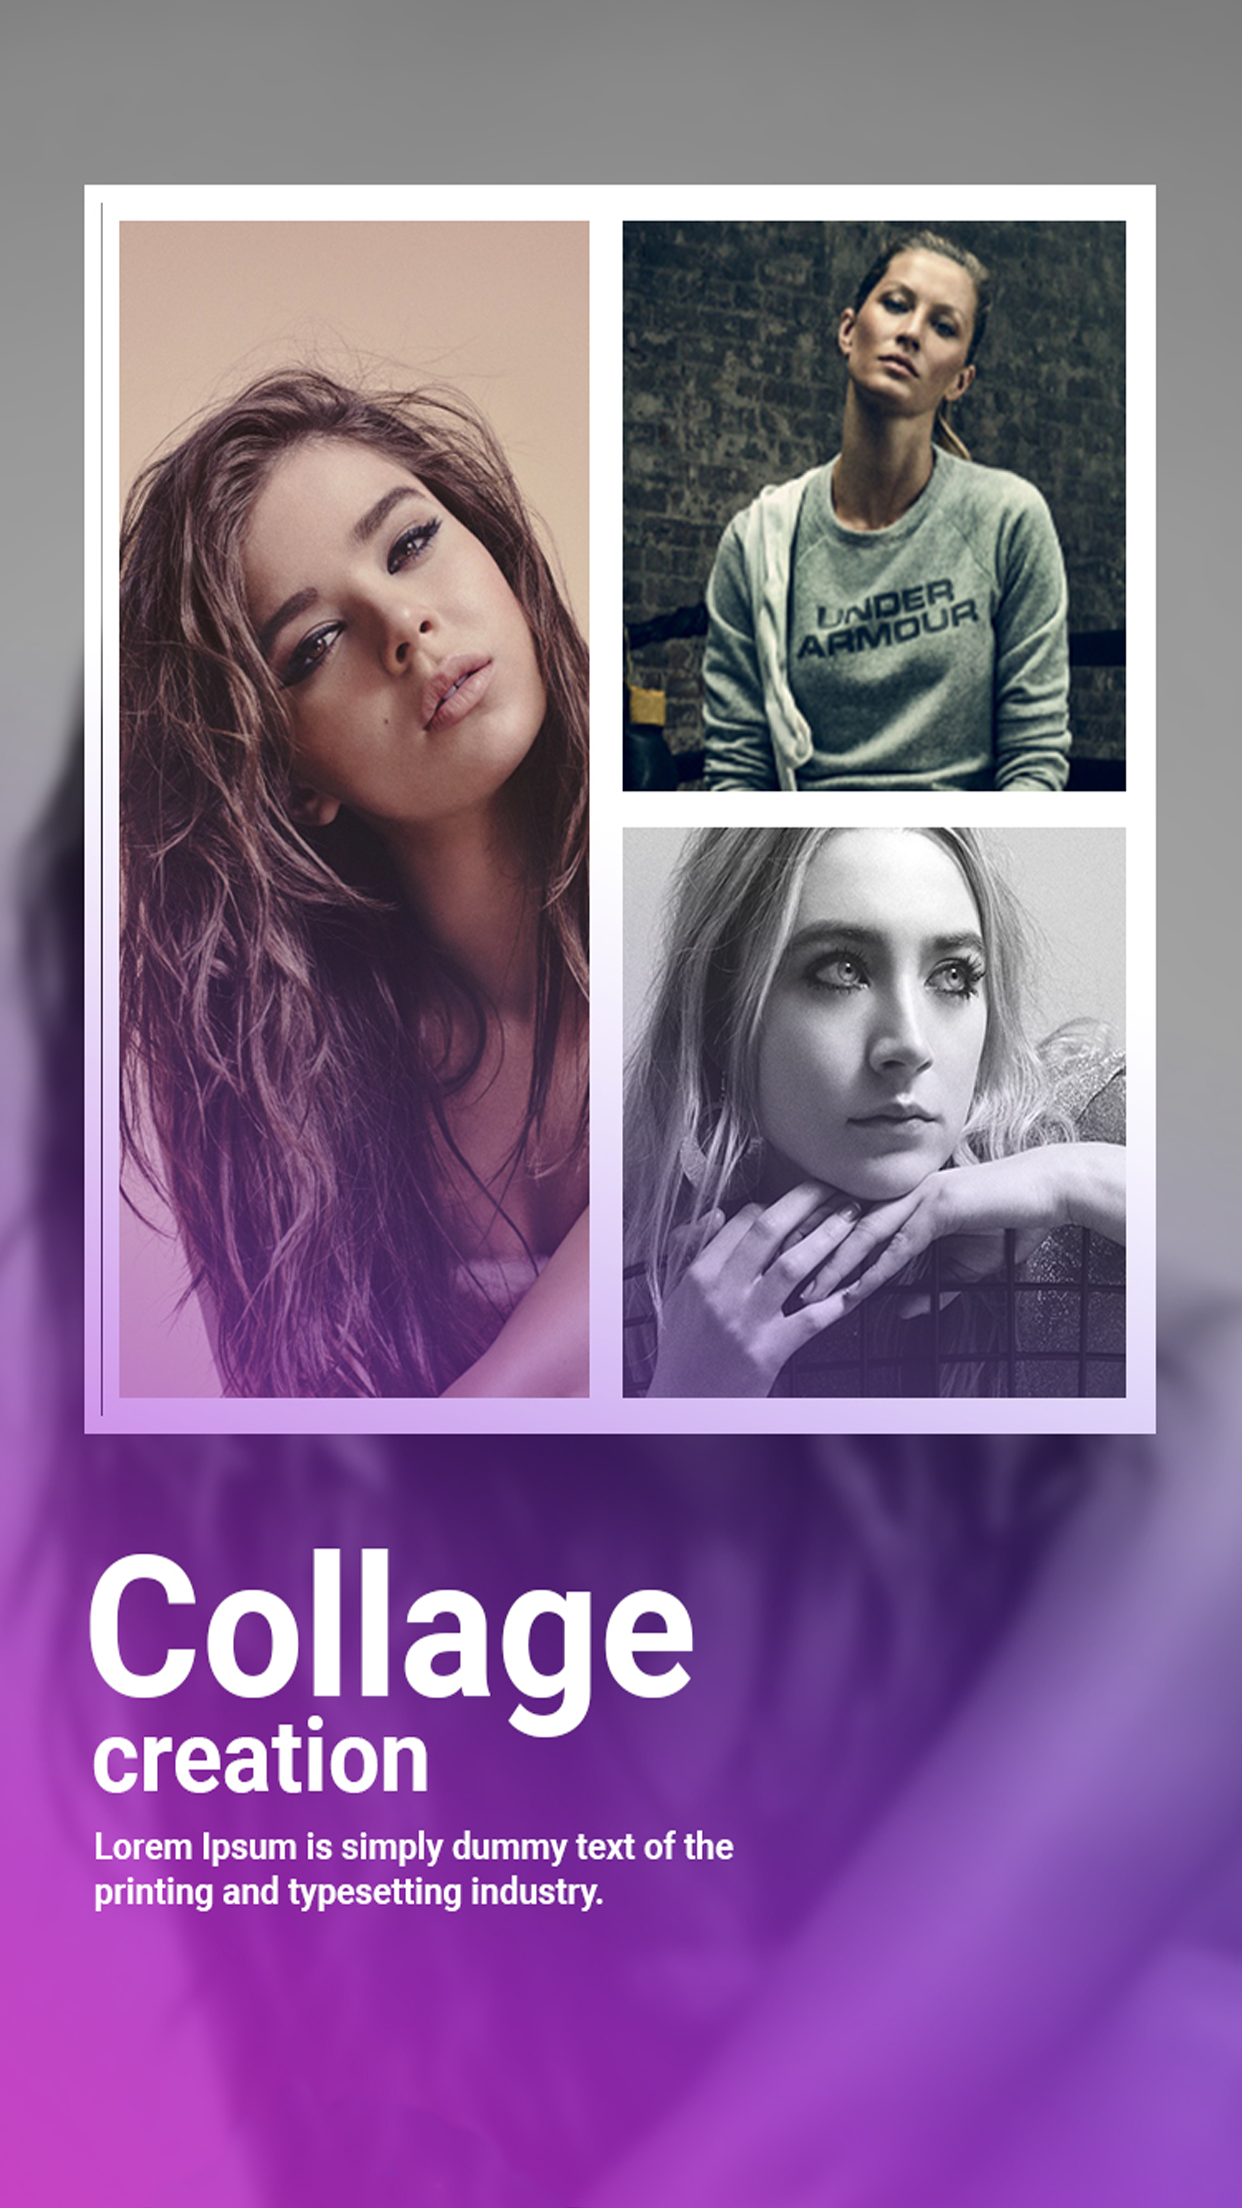 UNDER
ARMOUR
Collage
creation
Lorem Ipsum is simply dummy text of the
printing and typesetting industry.